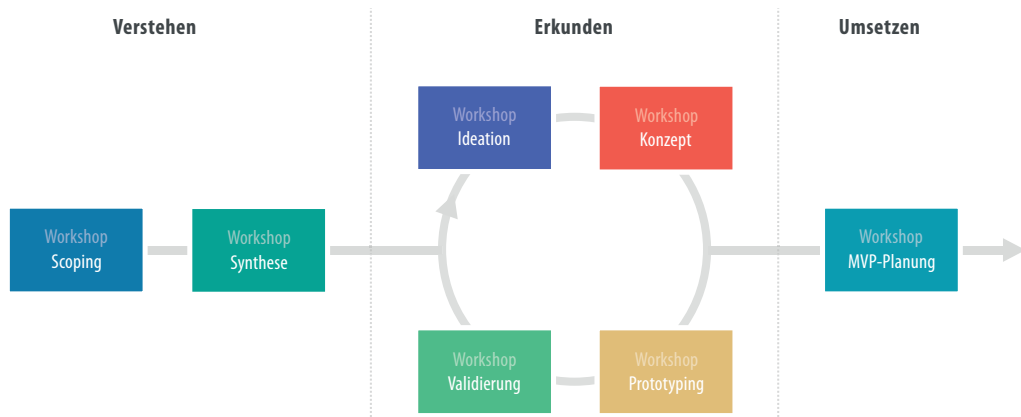 Verstehen
Erkunden
Umsetzen
Workshop
Ideation
Workshop
Konzept
Workshop
Scoping
Workshop
Synthese
Workshop
MVP-Planung
Workshop
Validierung
Workshop
Prototyping